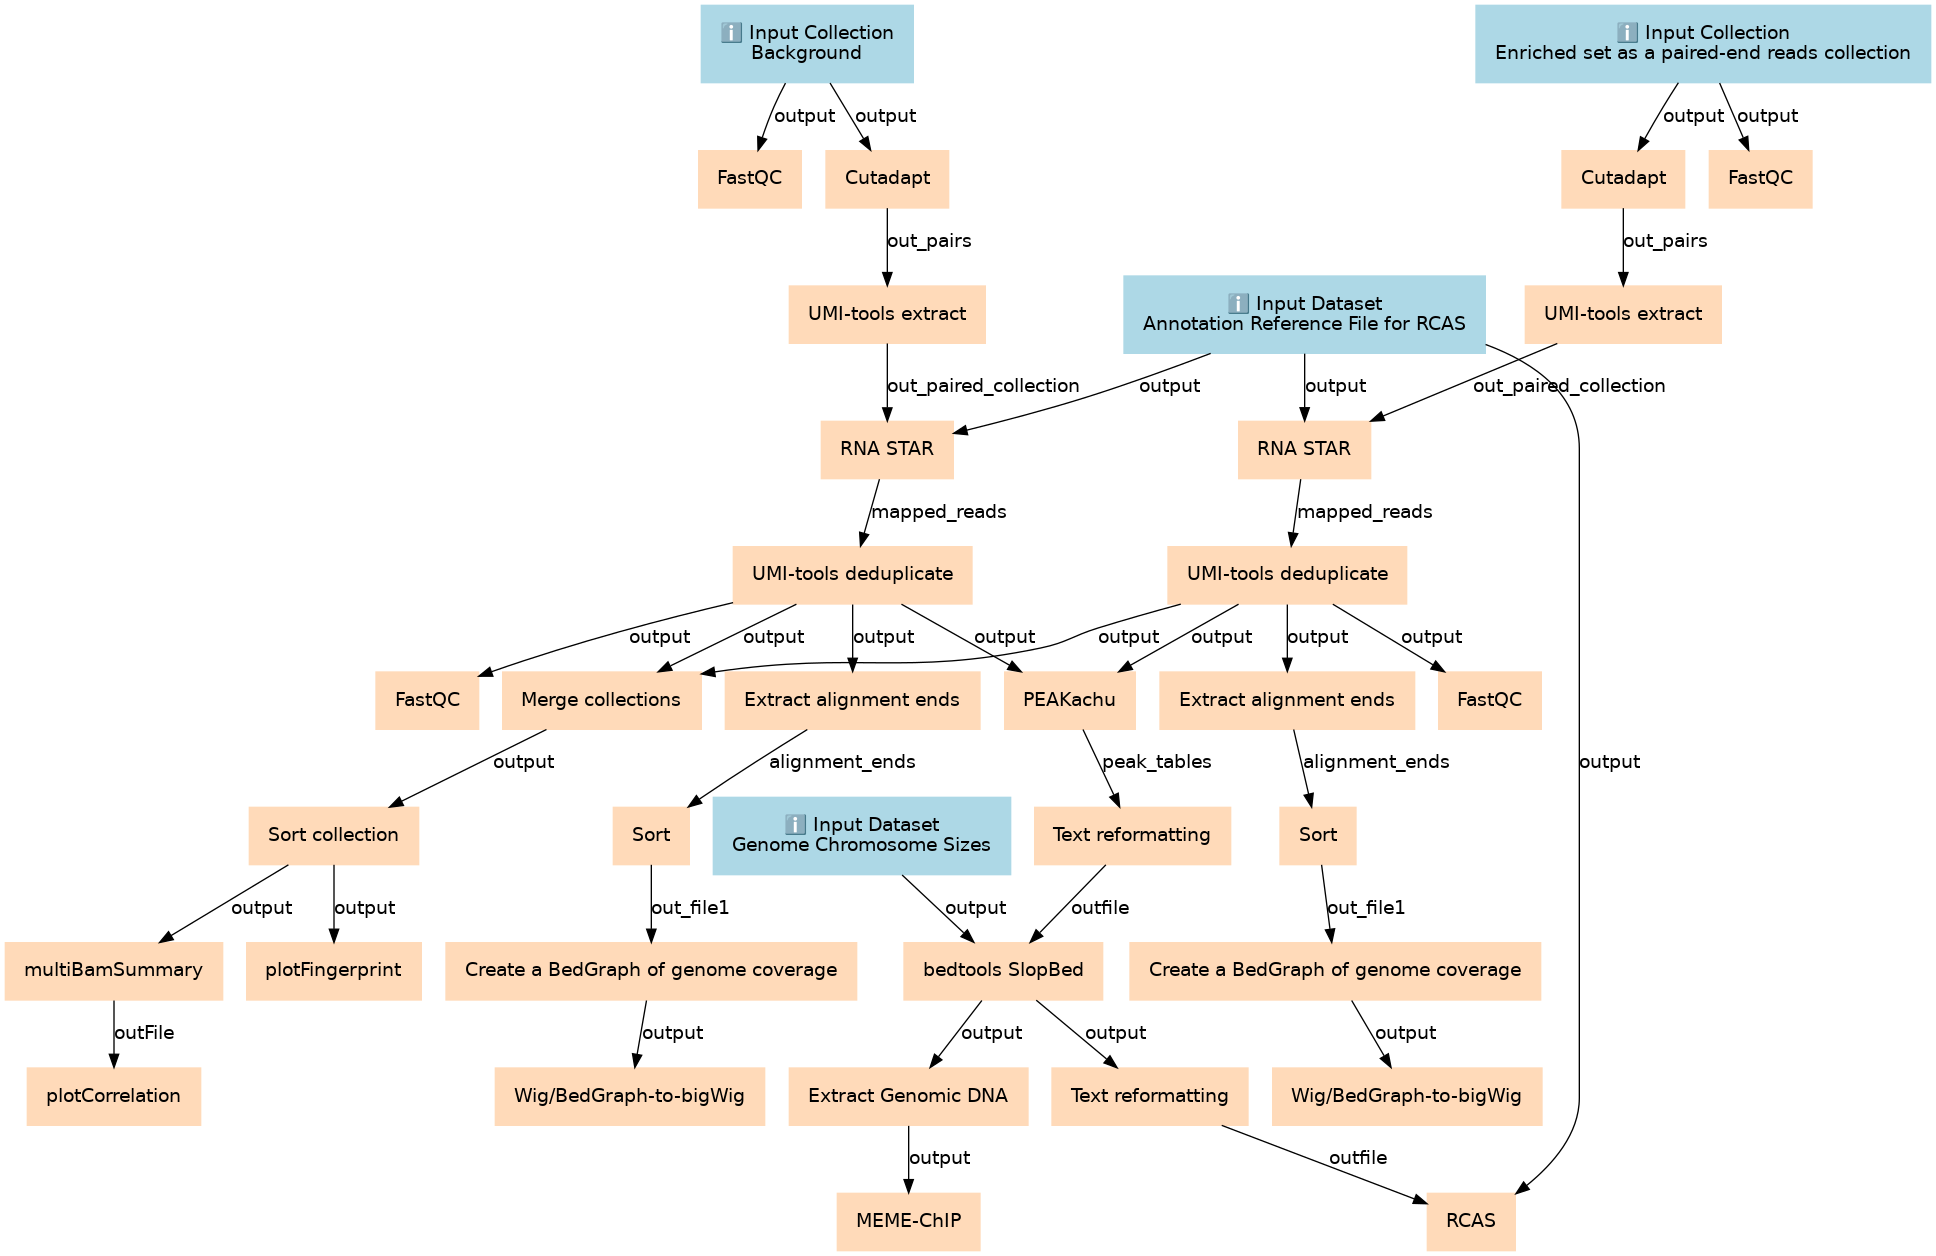 ℹ️ Input Collection
Background
ℹ️ Input Collection
Enriched set as a paired-end reads collection
output
output
output
output
FastQC
Cutadapt
Cutadapt
FastQC
out_pairs
out_pairs
UMI-tools extract
ℹ️ Input Dataset
Annotation Reference File for RCAS
UMI-tools extract
out_paired_collection
output
output
out_paired_collection
RNA STAR
RNA STAR
mapped_reads
mapped_reads
UMI-tools deduplicate
UMI-tools deduplicate
output
output
output
output
output
output
output
output
FastQC
Merge collections
Extract alignment ends
PEAKachu
Extract alignment ends
FastQC
output
alignment_ends
peak_tables
alignment_ends
output
Sort collection
Sort
ℹ️ Input Dataset
Genome Chromosome Sizes
Text reformatting
Sort
output
output
out_file1
output
outfile
out_file1
multiBamSummary
plotFingerprint
Create a BedGraph of genome coverage
bedtools SlopBed
Create a BedGraph of genome coverage
outFile
output
output
output
output
plotCorrelation
Wig/BedGraph-to-bigWig
Extract Genomic DNA
Text reformatting
Wig/BedGraph-to-bigWig
output
outfile
MEME-ChIP
RCAS